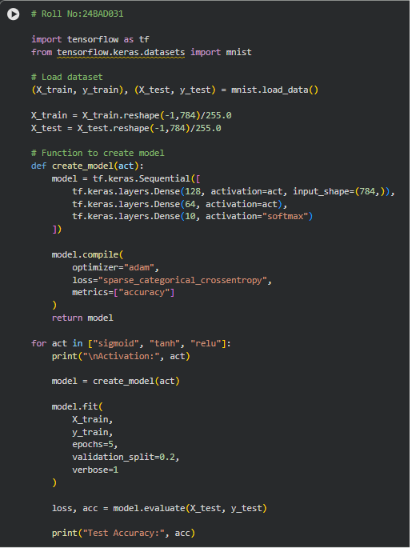 # Roll No:248AD031
import tensorflow as tf
from tensorflow.keras.datasets import mnist
# Load dataset
(X_train, y_train), (X_test, y_test) = mnist.load_data()
X_train = X_train.reshape(-1,784)/255.0
X_test = X_test.reshape(-1,784)/255.0
# Function to create model
def create_model(act):
    model = tf.keras.Sequential([
        tf.keras.layers.Dense(128, activation=act, input_shape=(784,)),
        tf.keras.layers.Dense(64, activation=act),
        tf.keras.layers.Dense(10, activation="softmax")
    ])
    model.compile(
        optimizer="adam",
        loss="sparse_categorical_crossentropy",
        metrics=["accuracy"]
    )
    return model
for act in ["sigmoid", "tanh", "relu"]:
    print("\nActivation:", act)
    model = create_model(act)
    model.fit(
        X_train,
        y_train,
        epochs=5,
        validation_split=0.2,
        verbose=1
    )
    loss, acc = model.evaluate(X_test, y_test)
    print("Test Accuracy:", acc)